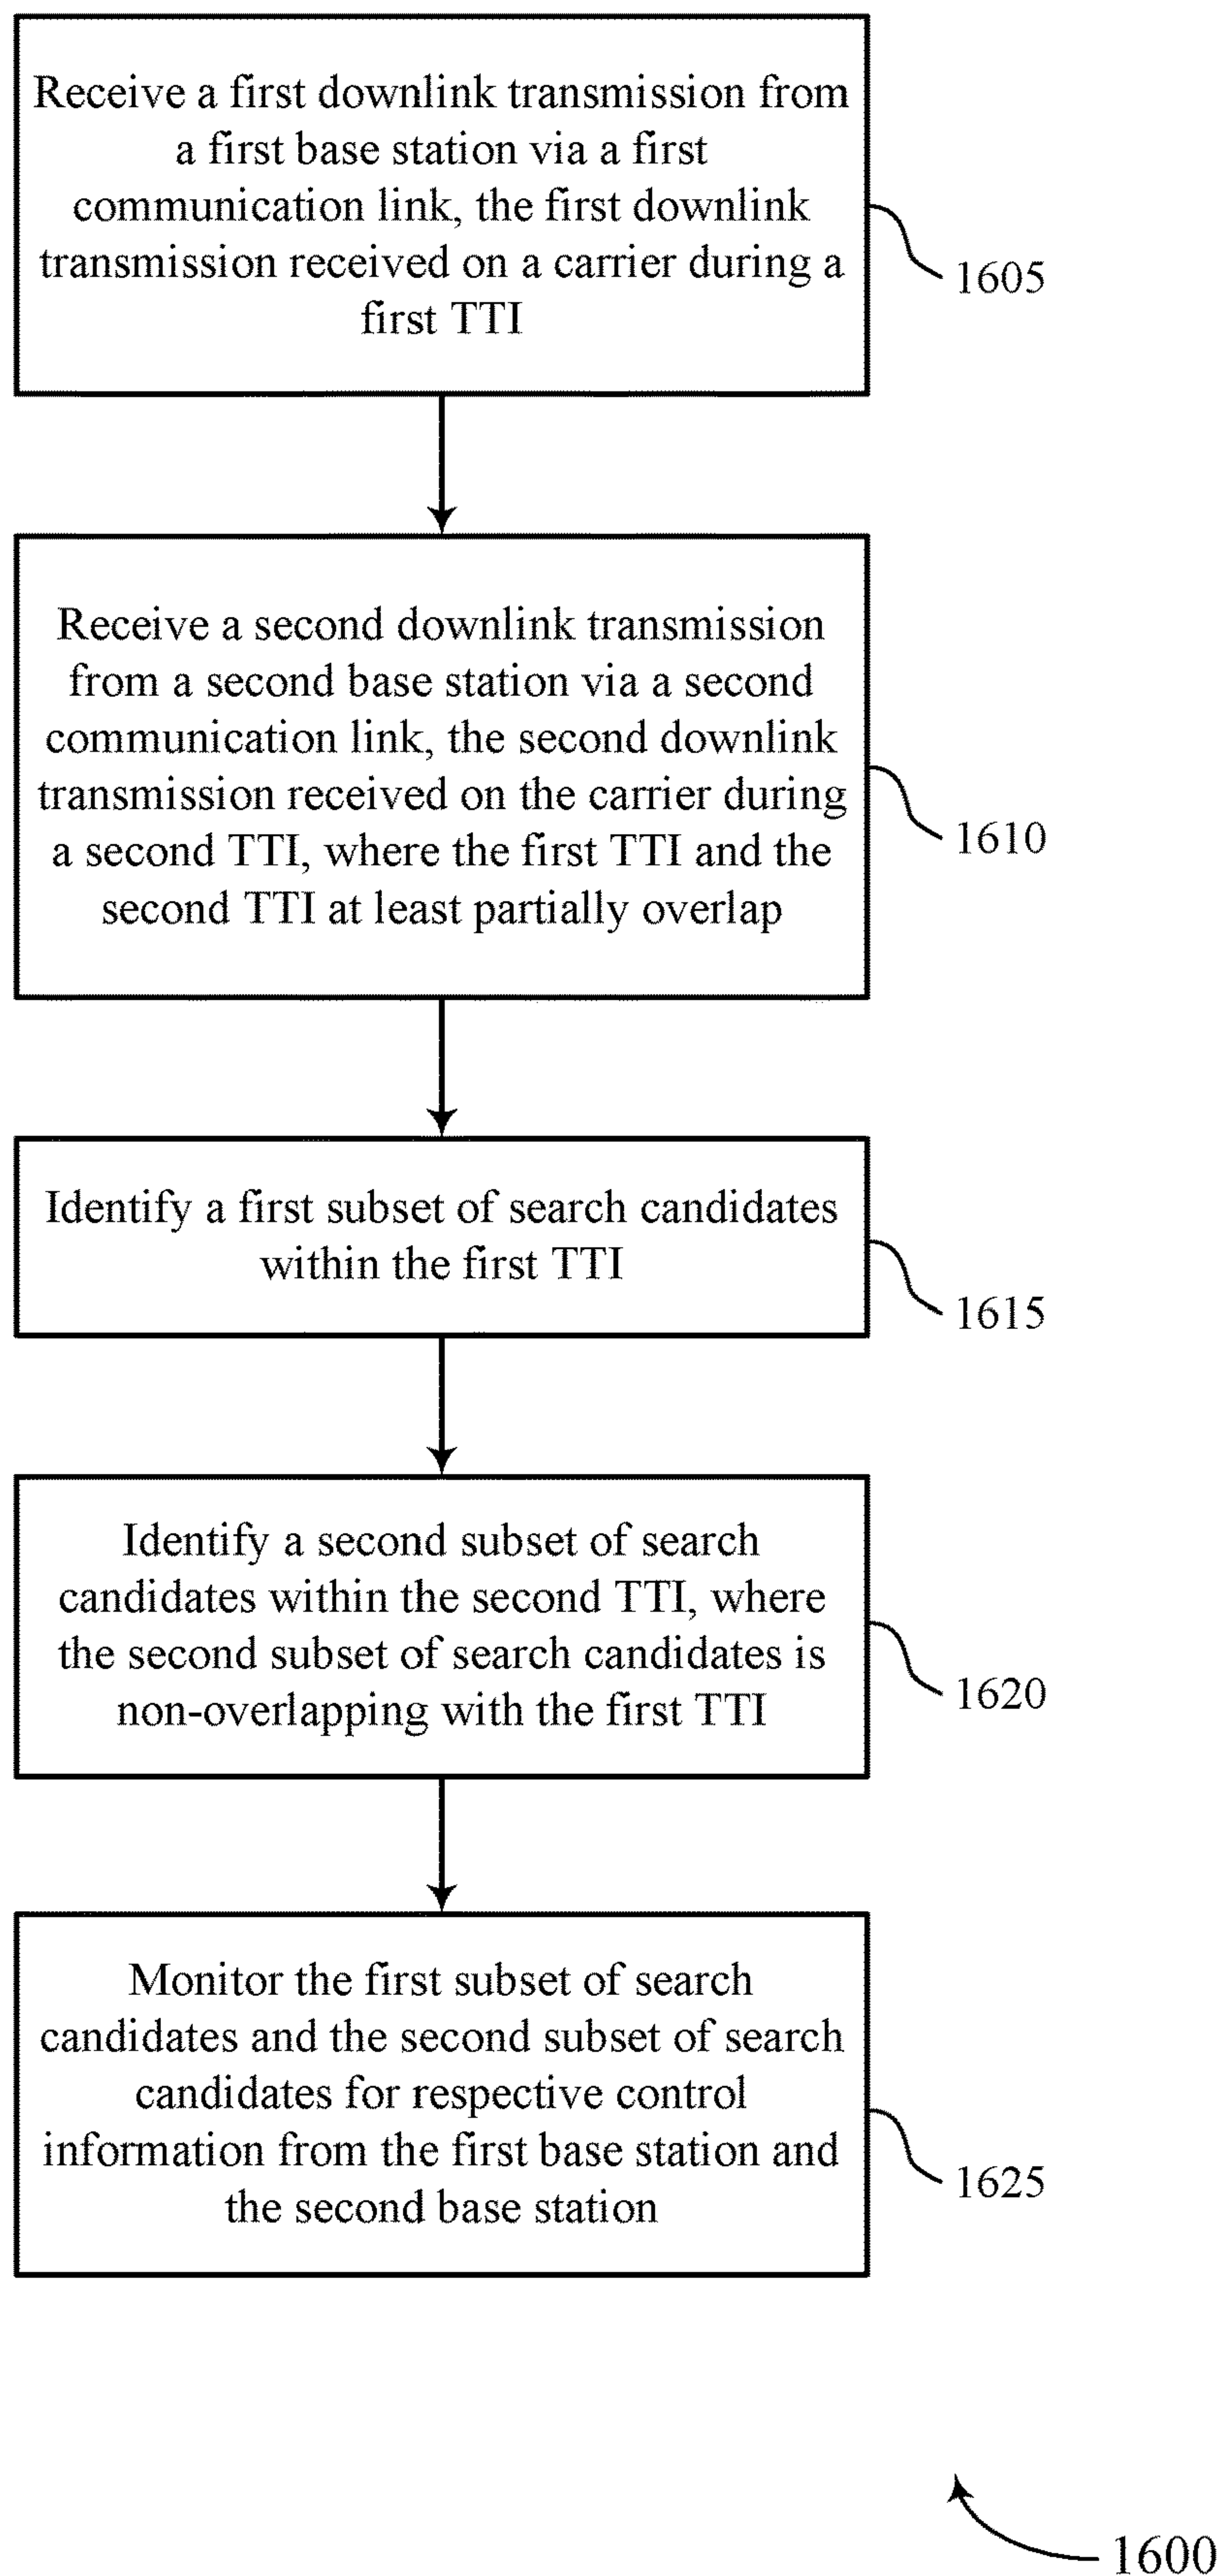 Receive a first downlink transmission from
a first base station via a first
communication link, the first downlink
transmission received on a carrier during a
first TTI
1605
Receive a second downlink transmission
from a second base station via a second
communication link, the second downlink
transmission received on the carrier during
a second TTI, where the first TTI and the
second TTI at least partially overlap
1610
Identify a first subset of search candidates
within the first TTI
1615
Identify a second subset of search
candidates within the second TTI, where
the second subset of search candidates is
non-overlapping with the first TTI
1620
Monitor the first subset of search
candidates and the second subset of search
candidates for respective control
information from the first base station and
the second base station
1625
1600